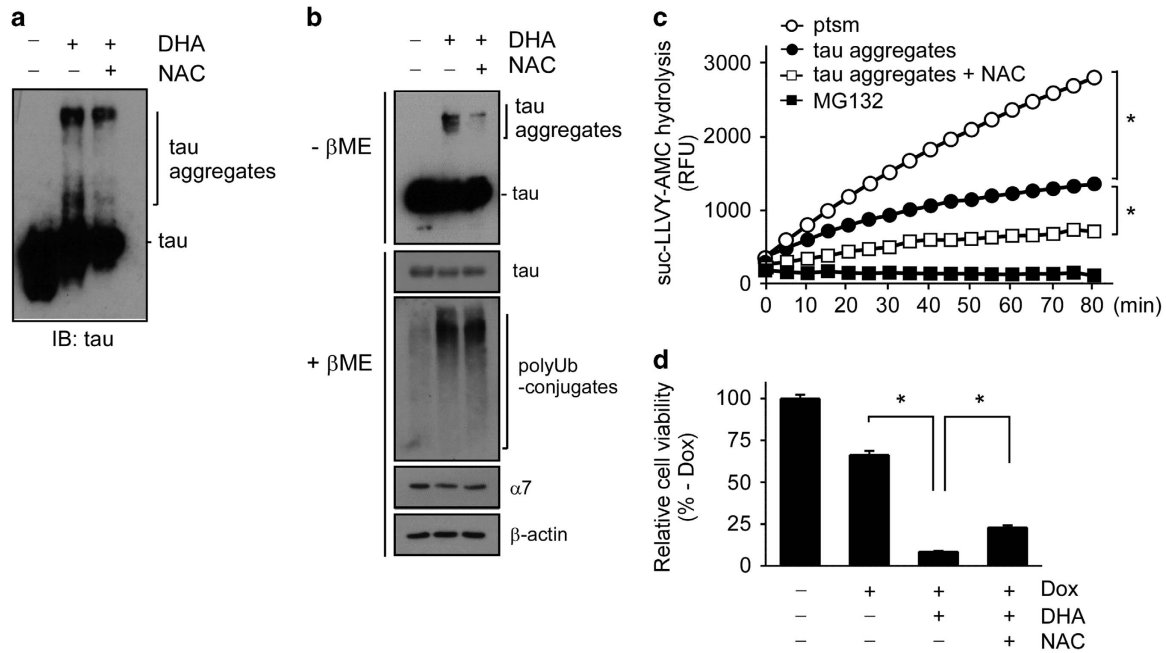 a
– + + DHA
– – + NAC
tau
aggregates
- tau
IB: tau
b
– + + DHA
– – + NAC
- βME
tau
aggregates
- tau
tau
+ βME
polyUb
-conjugates
α7
β-actin
c
ptsm
tau aggregates
tau aggregates + NAC
MG132
suc-LLVY-AMC hydrolysis
(RFU)
3000
2000
1000
0
*
*
0 10 20 30 40 50 60 70 80 (min)
d
Relative cell viability
(% - Dox)
100
75
50
25
0
* *
– + + + Dox
– – + + DHA
– – – + NAC